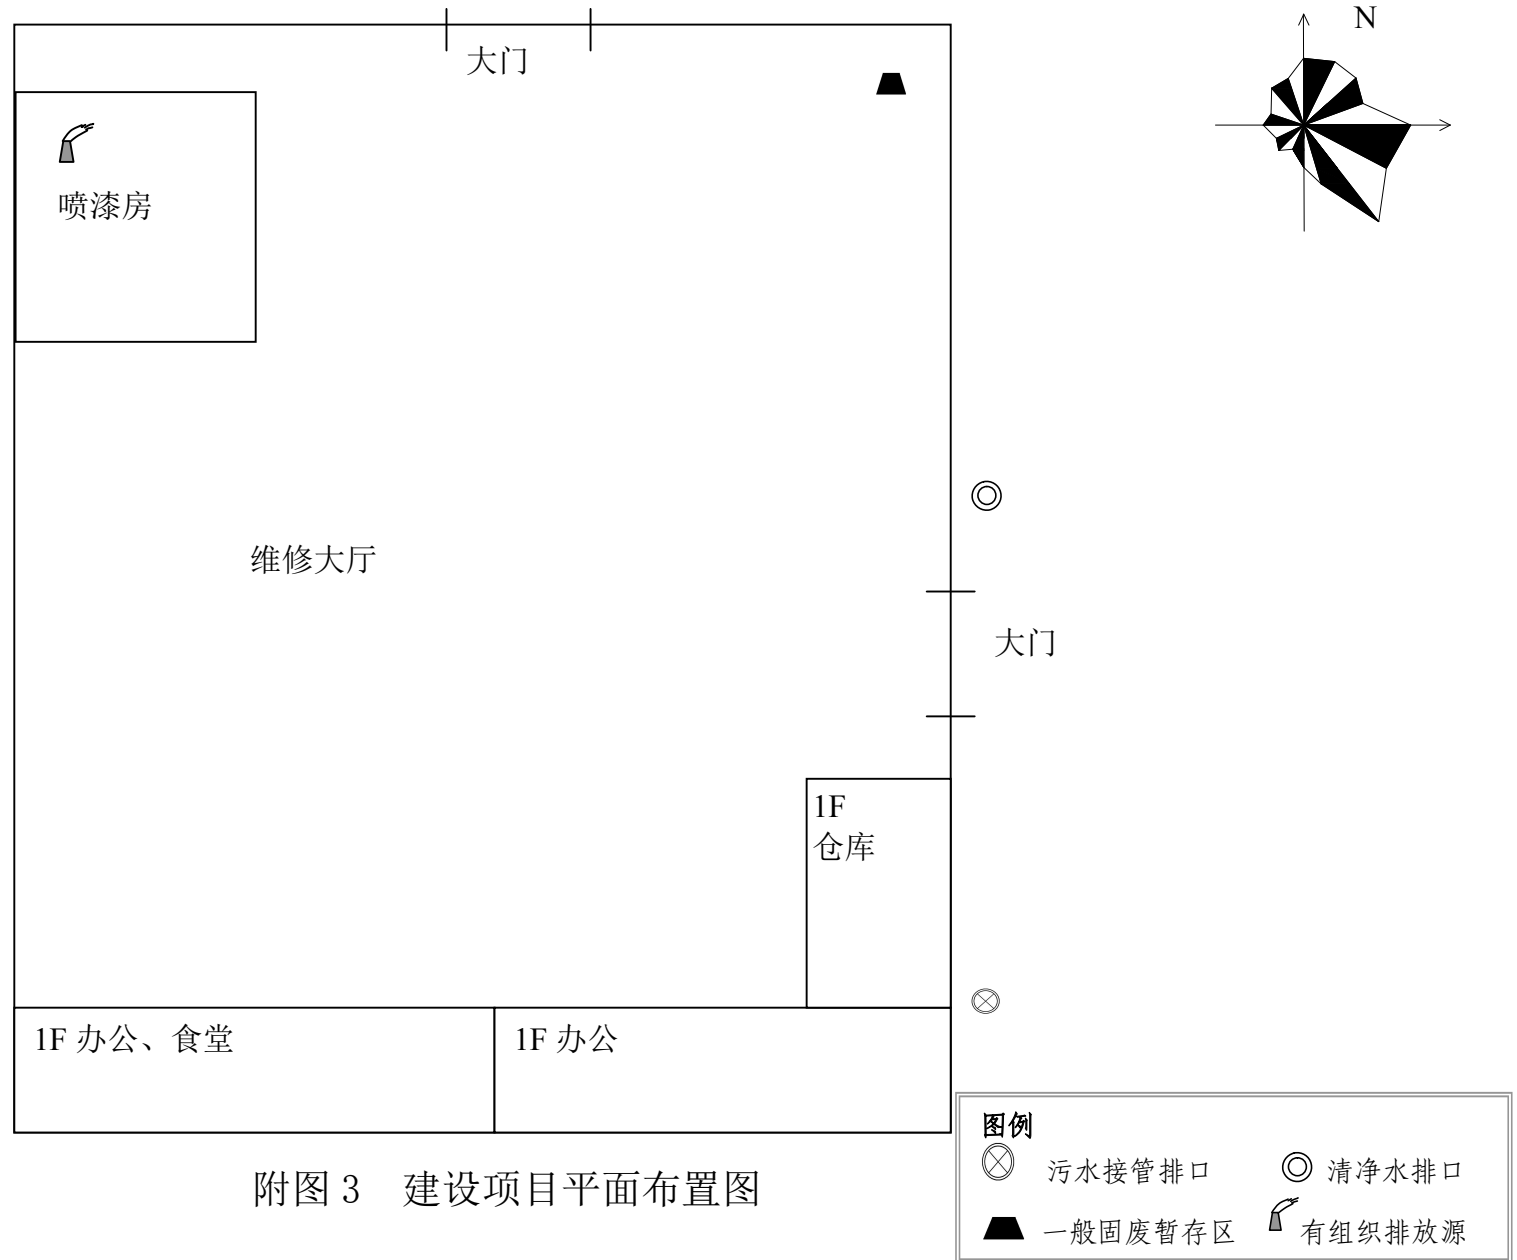 N
大门
喷漆房
维修大厅
大门
1F
仓库
1F 办公、食堂
1F 办公
图例
污水接管排口
清净水排口
一般固废暂存区
有组织排放源
附图 3 建设项目平面布置图